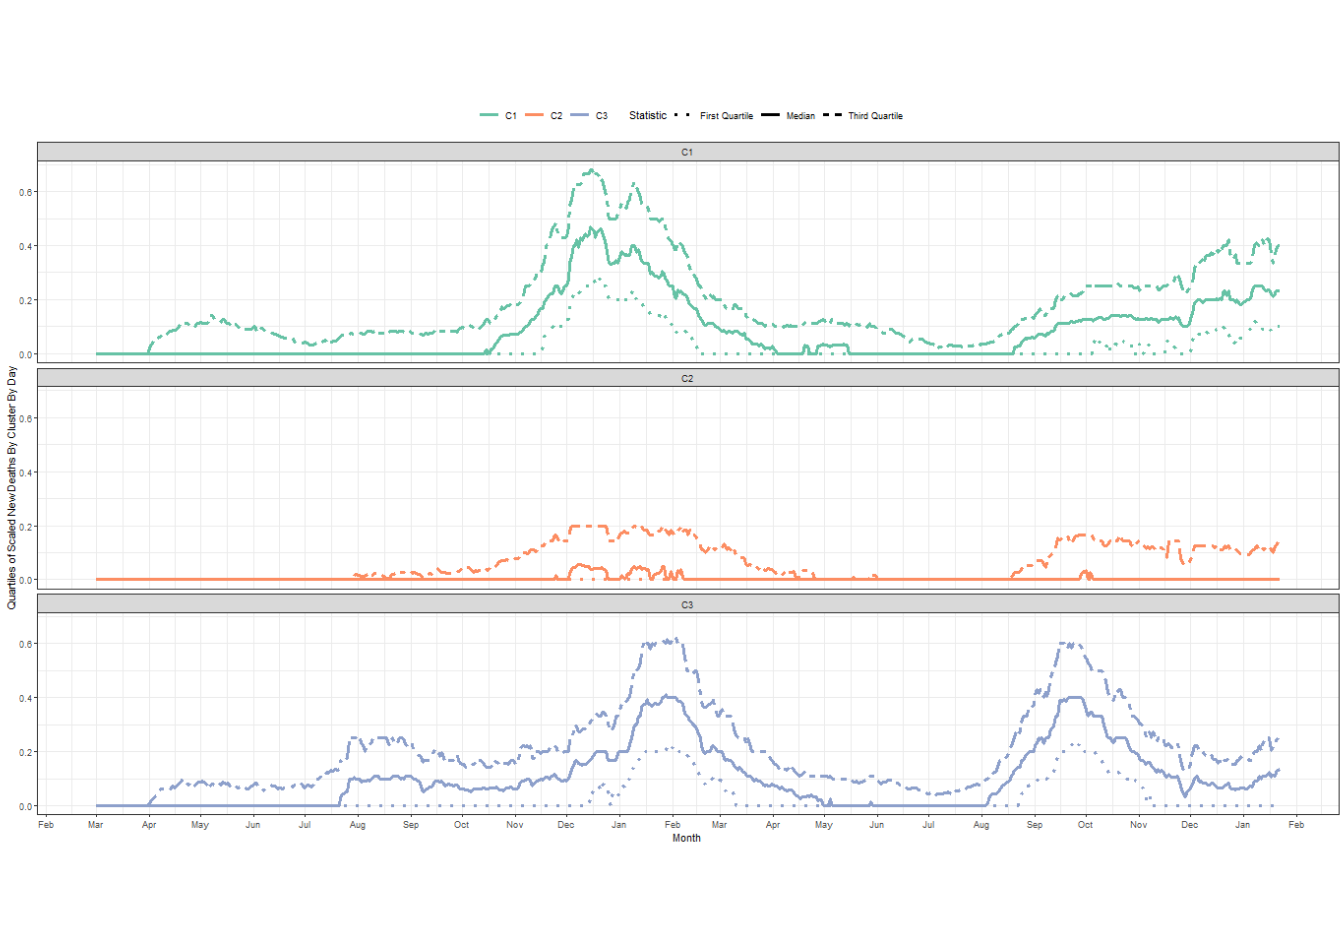 C1 C2 C3 Statistic First Quartile Median Third Quartile
C1
0.6
0.4
0.2
0.0
C2
0.6
0.4
0.2
0.0
C3
0.6
0.4
0.2
0.0
Quartiles of Scaled New Deaths By Cluster By Day
Feb Mar Apr May Jun Jul Aug Sep Oct Nov Dec Jan Feb Mar Apr May Jun Jul Aug Sep Oct Nov Dec Jan Feb
Month